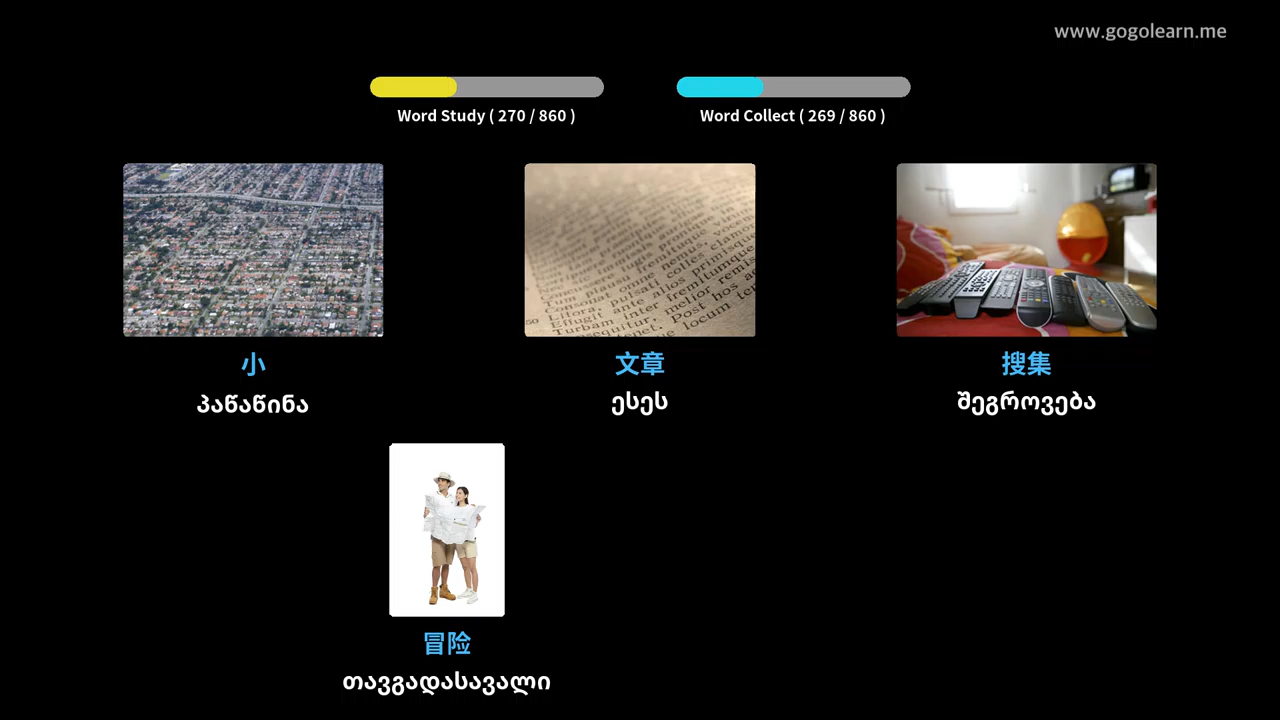 www.gogolearn.me
Word Study ( 270 / 860 )
Word Collect ( 269 / 860 )
小
პაწაწინა
文章
ესეს
搜集
შეგროვება
冒险
თავგადასავალი